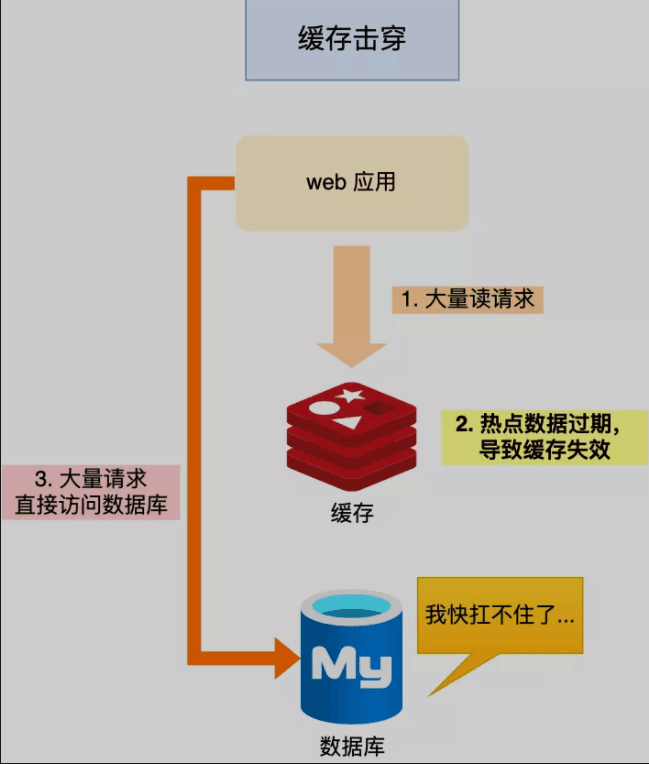 缓存击穿
web 应用
1. 大量读请求
2. 热点数据过期，
导致缓存失效
缓存
3. 大量请求
直接访问数据库
我快扛不住了...
My
数据库